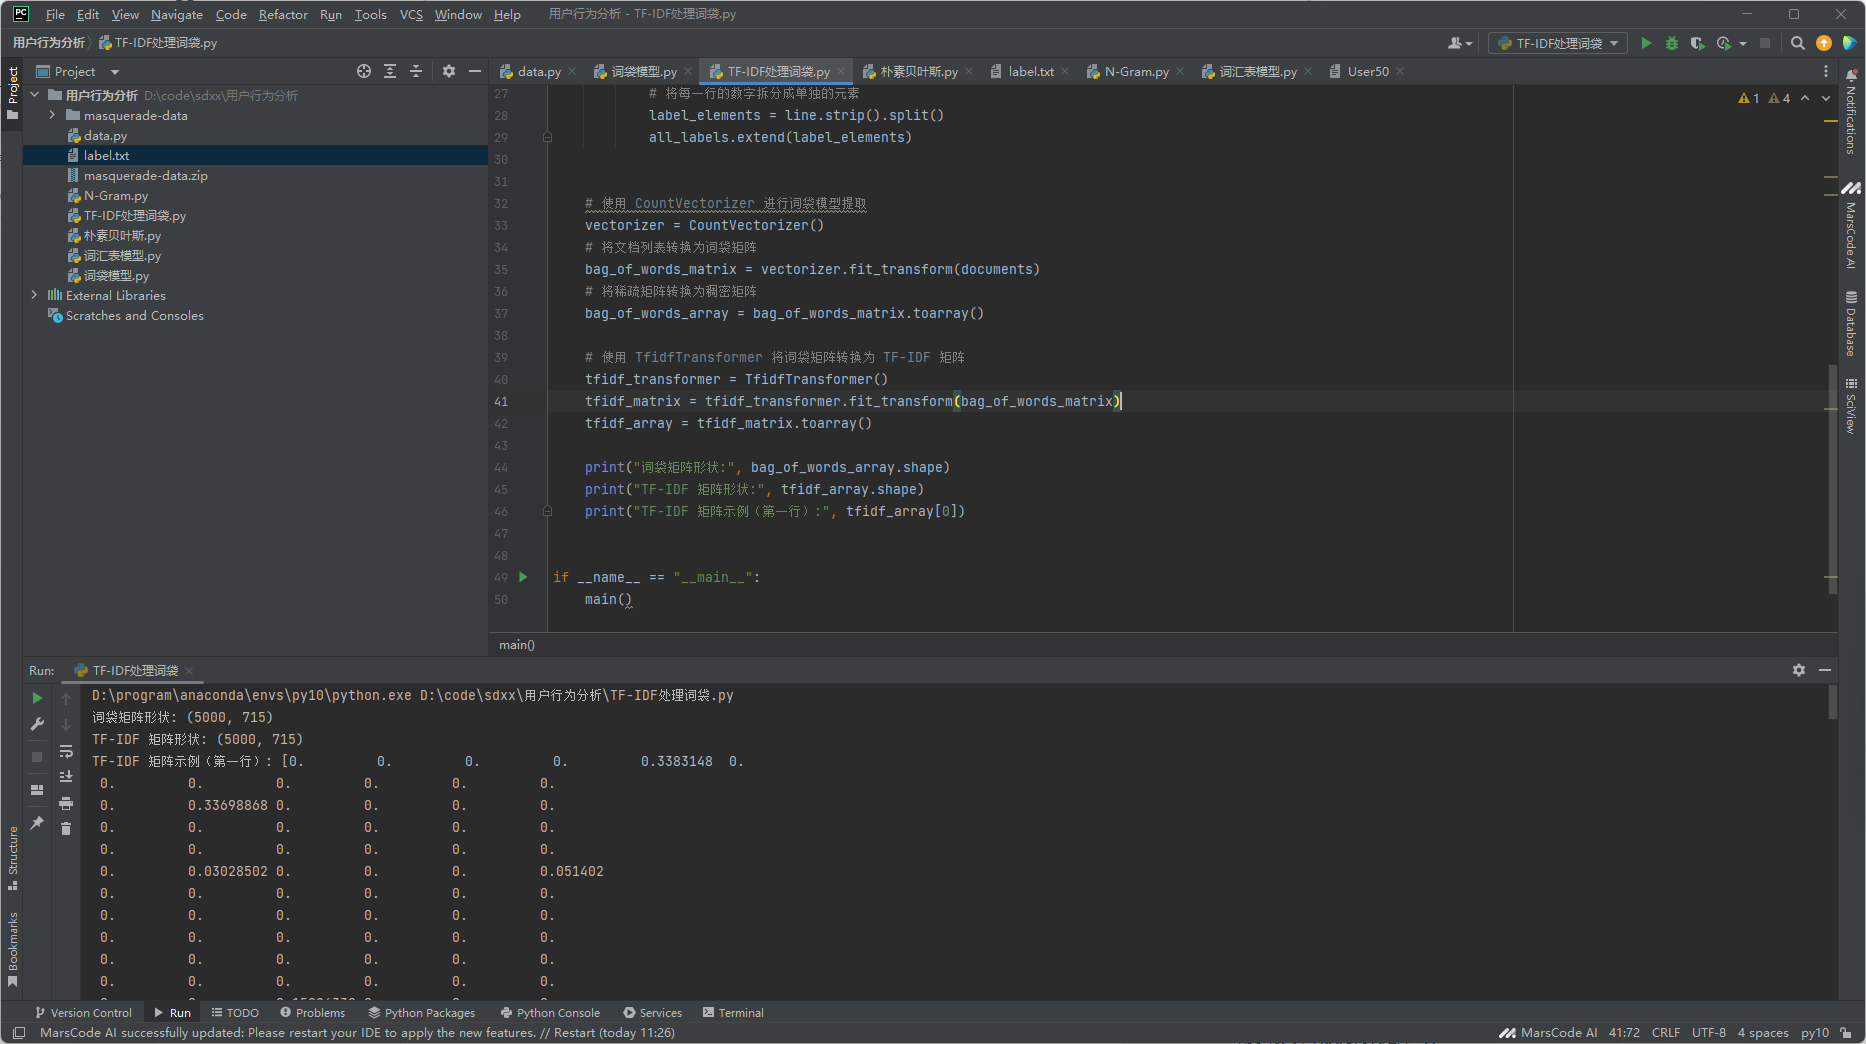 File Edit View Navigate Code Refactor Run Tools VCS Window Help 用户行为分析 - TF-IDF处理词袋.py
用户行为分析 TF-IDF处理词袋.py
TF-IDF处理词袋
Project
data.py 词袋模型.py TF-IDF处理词袋.py 朴素贝叶斯.py label.txt N-Gram.py 词汇表模型.py User50
用户行为分析 D:\code\sdxx\用户行为分析
masquerade-data
data.py
label.txt
masquerade-data.zip
N-Gram.py
TF-IDF处理词袋.py
朴素贝叶斯.py
词汇表模型.py
词袋模型.py
External Libraries
Scratches and Consoles
Project
Structure
Bookmarks
1 4
27 # 将每一行的数字拆分成单独的元素
28 label_elements = line.strip().split()
29 all_labels.extend(label_elements)
30
31
32 # 使用 CountVectorizer 进行词袋模型提取
33 vectorizer = CountVectorizer()
34 # 将文档列表转换为词袋矩阵
35 bag_of_words_matrix = vectorizer.fit_transform(documents)
36 # 将稀疏矩阵转换为稠密矩阵
37 bag_of_words_array = bag_of_words_matrix.toarray()
38
39 # 使用 TfidfTransformer 将词袋矩阵转换为 TF-IDF 矩阵
40 tfidf_transformer = TfidfTransformer()
41 tfidf_matrix = tfidf_transformer.fit_transform(bag_of_words_matrix)
42 tfidf_array = tfidf_matrix.toarray()
43
44 print("词袋矩阵形状:", bag_of_words_array.shape)
45 print("TF-IDF 矩阵形状:", tfidf_array.shape)
46 print("TF-IDF 矩阵示例（第一行）:", tfidf_array[0])
47
48
49 if __name__ == "__main__":
50 main()
main()
Notifications
MarsCode AI
Database
SciView
Run: TF-IDF处理词袋
D:\program\anaconda\envs\py10\python.exe D:\code\sdxx\用户行为分析\TF-IDF处理词袋.py
词袋矩阵形状: (5000, 715)
TF-IDF 矩阵形状: (5000, 715)
TF-IDF 矩阵示例（第一行）: [0. 0. 0. 0. 0.3383148 0.
0. 0. 0. 0. 0. 0.
0. 0.33698868 0. 0. 0. 0.
0. 0. 0. 0. 0. 0.
0. 0. 0. 0. 0. 0.
0. 0.03028502 0. 0. 0. 0.051402
0. 0. 0. 0. 0. 0.
0. 0. 0. 0. 0. 0.
0. 0. 0. 0. 0. 0.
0. 0. 0. 0. 0. 0.
0. 0. 0. 0. 0. 0.
Version Control Run TODO Problems Python Packages Python Console Services Terminal
MarsCode AI successfully updated: Please restart your IDE to apply the new features. // Restart (today 11:26) MarsCode AI 41:72 CRLF UTF-8 4 spaces py10